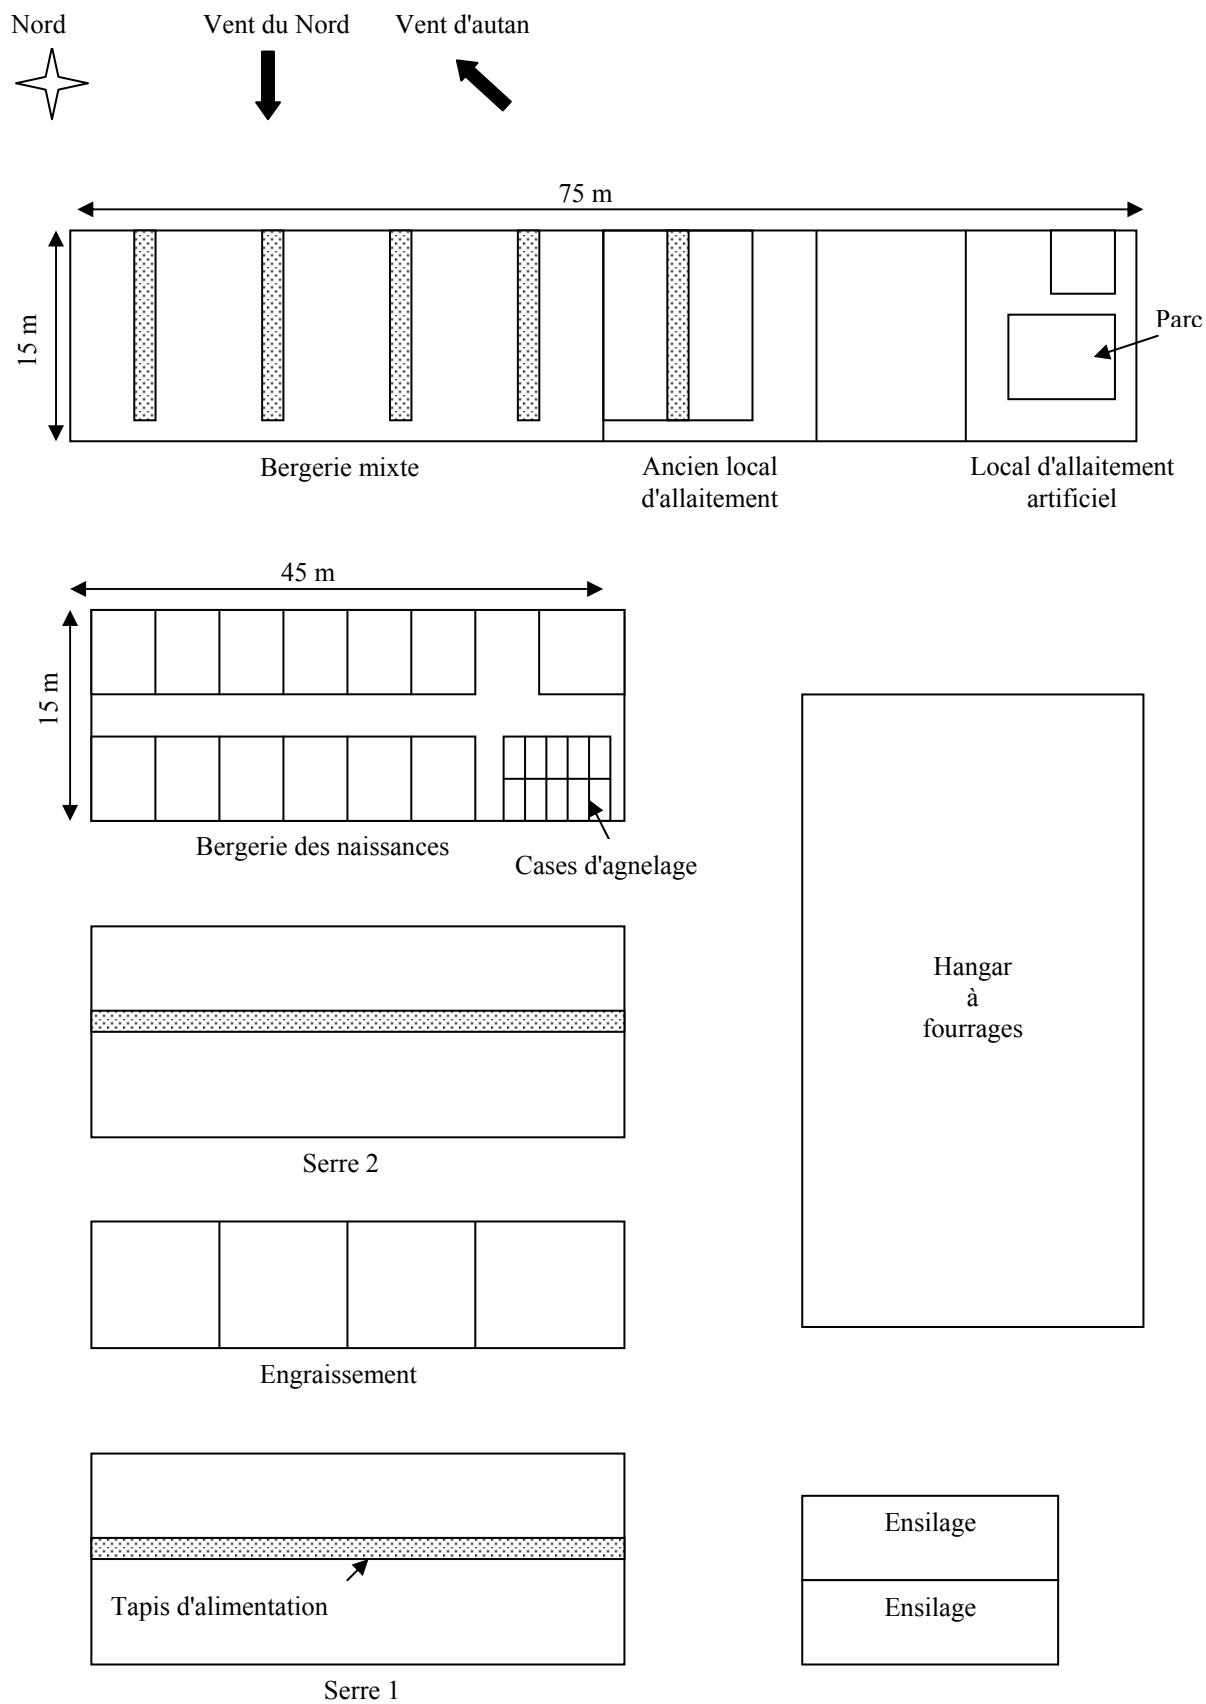 Nord
Vent du Nord
Vent d'autan
75 m
15 m
Parc
Bergerie mixte
Ancien local
d'allaitement
Local d'allaitement
artificiel
45 m
15 m
Bergerie des naissances
Cases d'agnelage
Hangar
à
fourrages
Serre 2
Engraissement
Ensilage
Ensilage
Tapis d'alimentation
Serre 1